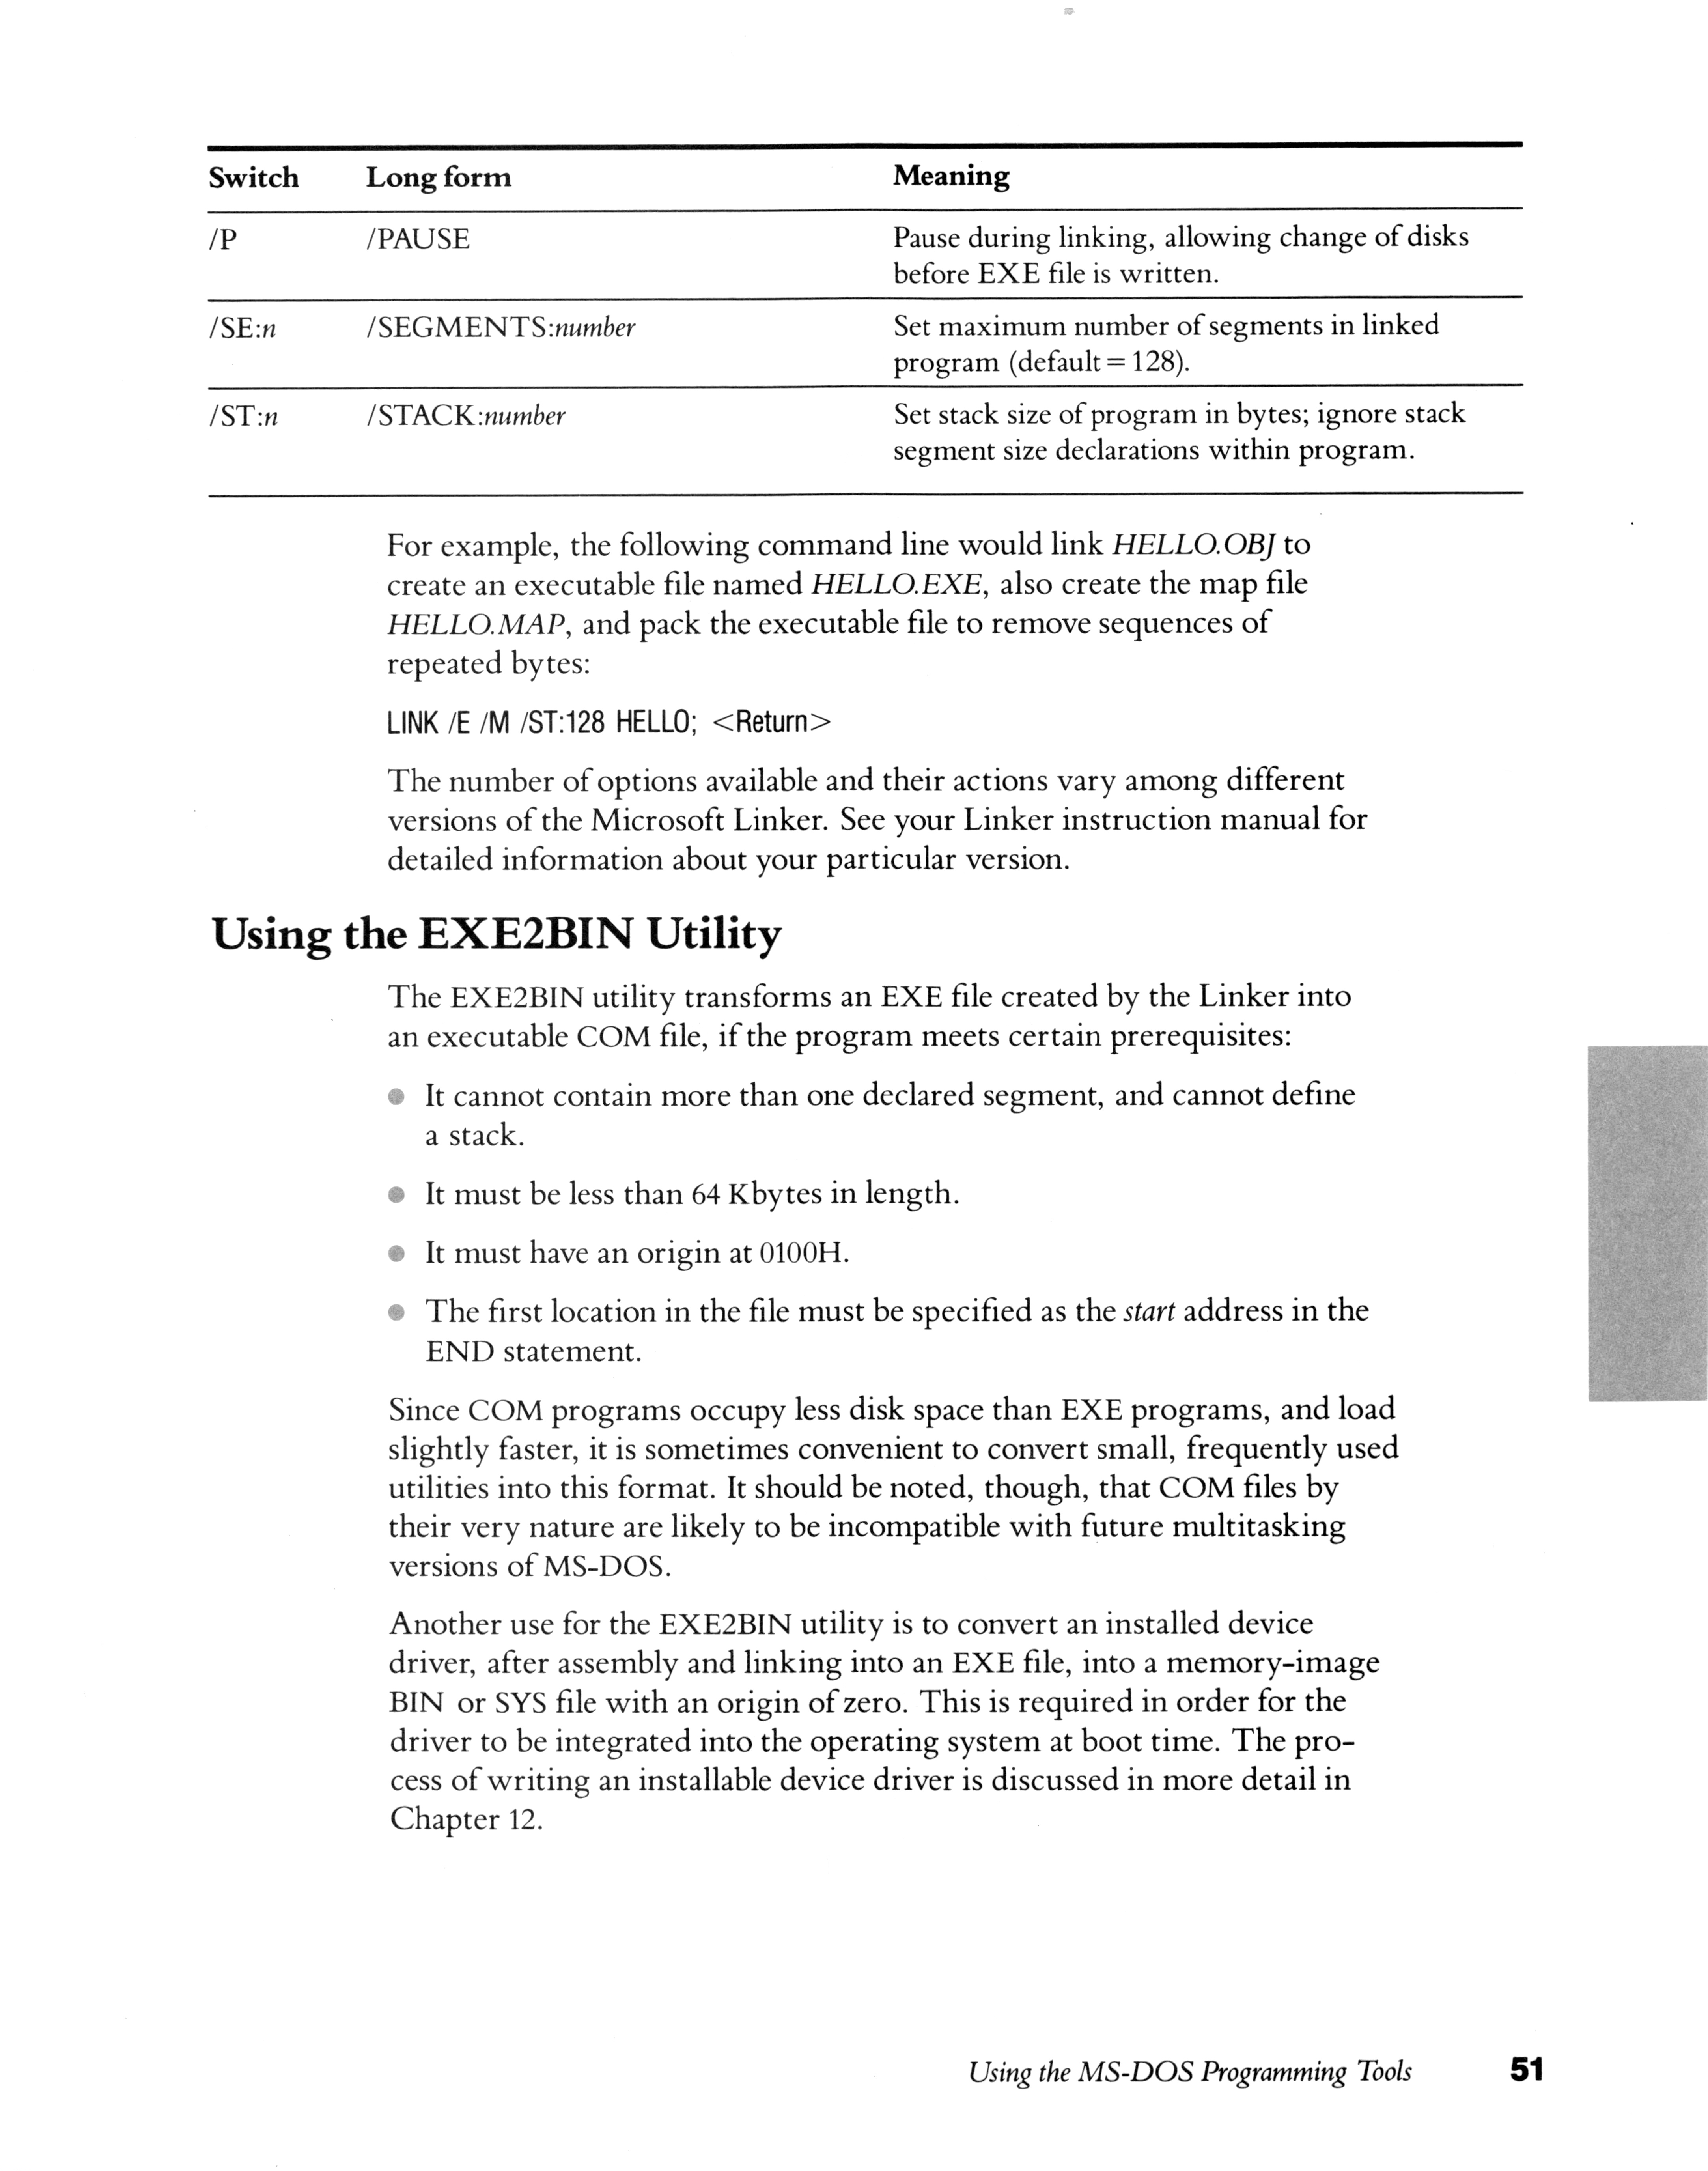 Switch Long form Meaning
/P /PAUSE Pause during linking, allowing change of disks
before EXE file is written.
/SE:n /SEGMENTS:number Set maximum number of segments in linked
program (default = 128).
/ST:n /STACK:number Set stack size of program in bytes; ignore stack
segment size declarations within program.
For example, the following command line would link HELLO.OBJ to
create an executable file named HELLO.EXE, also create the map file
HELLO.MAP, and pack the executable file to remove sequences of
repeated bytes:
LINK /E /M /ST:128 HELLO; <Return>
The number of options available and their actions vary among different
versions of the Microsoft Linker. See your Linker instruction manual for
detailed information about your particular version.
Using the EXE2BIN Utility
The EXE2BIN utility transforms an EXE file created by the Linker into
an executable COM file, if the program meets certain prerequisites:
● It cannot contain more than one declared segment, and cannot define
a stack.
● It must be less than 64 Kbytes in length.
● It must have an origin at 0100H.
● The first location in the file must be specified as the start address in the
END statement.
Since COM programs occupy less disk space than EXE programs, and load
slightly faster, it is sometimes convenient to convert small, frequently used
utilities into this format. It should be noted, though, that COM files by
their very nature are likely to be incompatible with future multitasking
versions of MS-DOS.
Another use for the EXE2BIN utility is to convert an installed device
driver, after assembly and linking into an EXE file, into a memory-image
BIN or SYS file with an origin of zero. This is required in order for the
driver to be integrated into the operating system at boot time. The pro-
cess of writing an installable device driver is discussed in more detail in
Chapter 12.
Using the MS-DOS Programming Tools 51